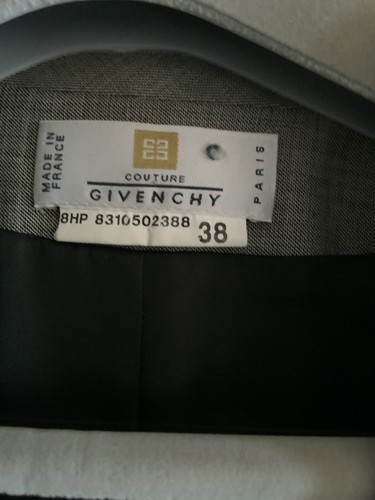 MADE IN
FRANCE
COUTURE
GIVENCHY
PARIS
8HP 8310502388
38